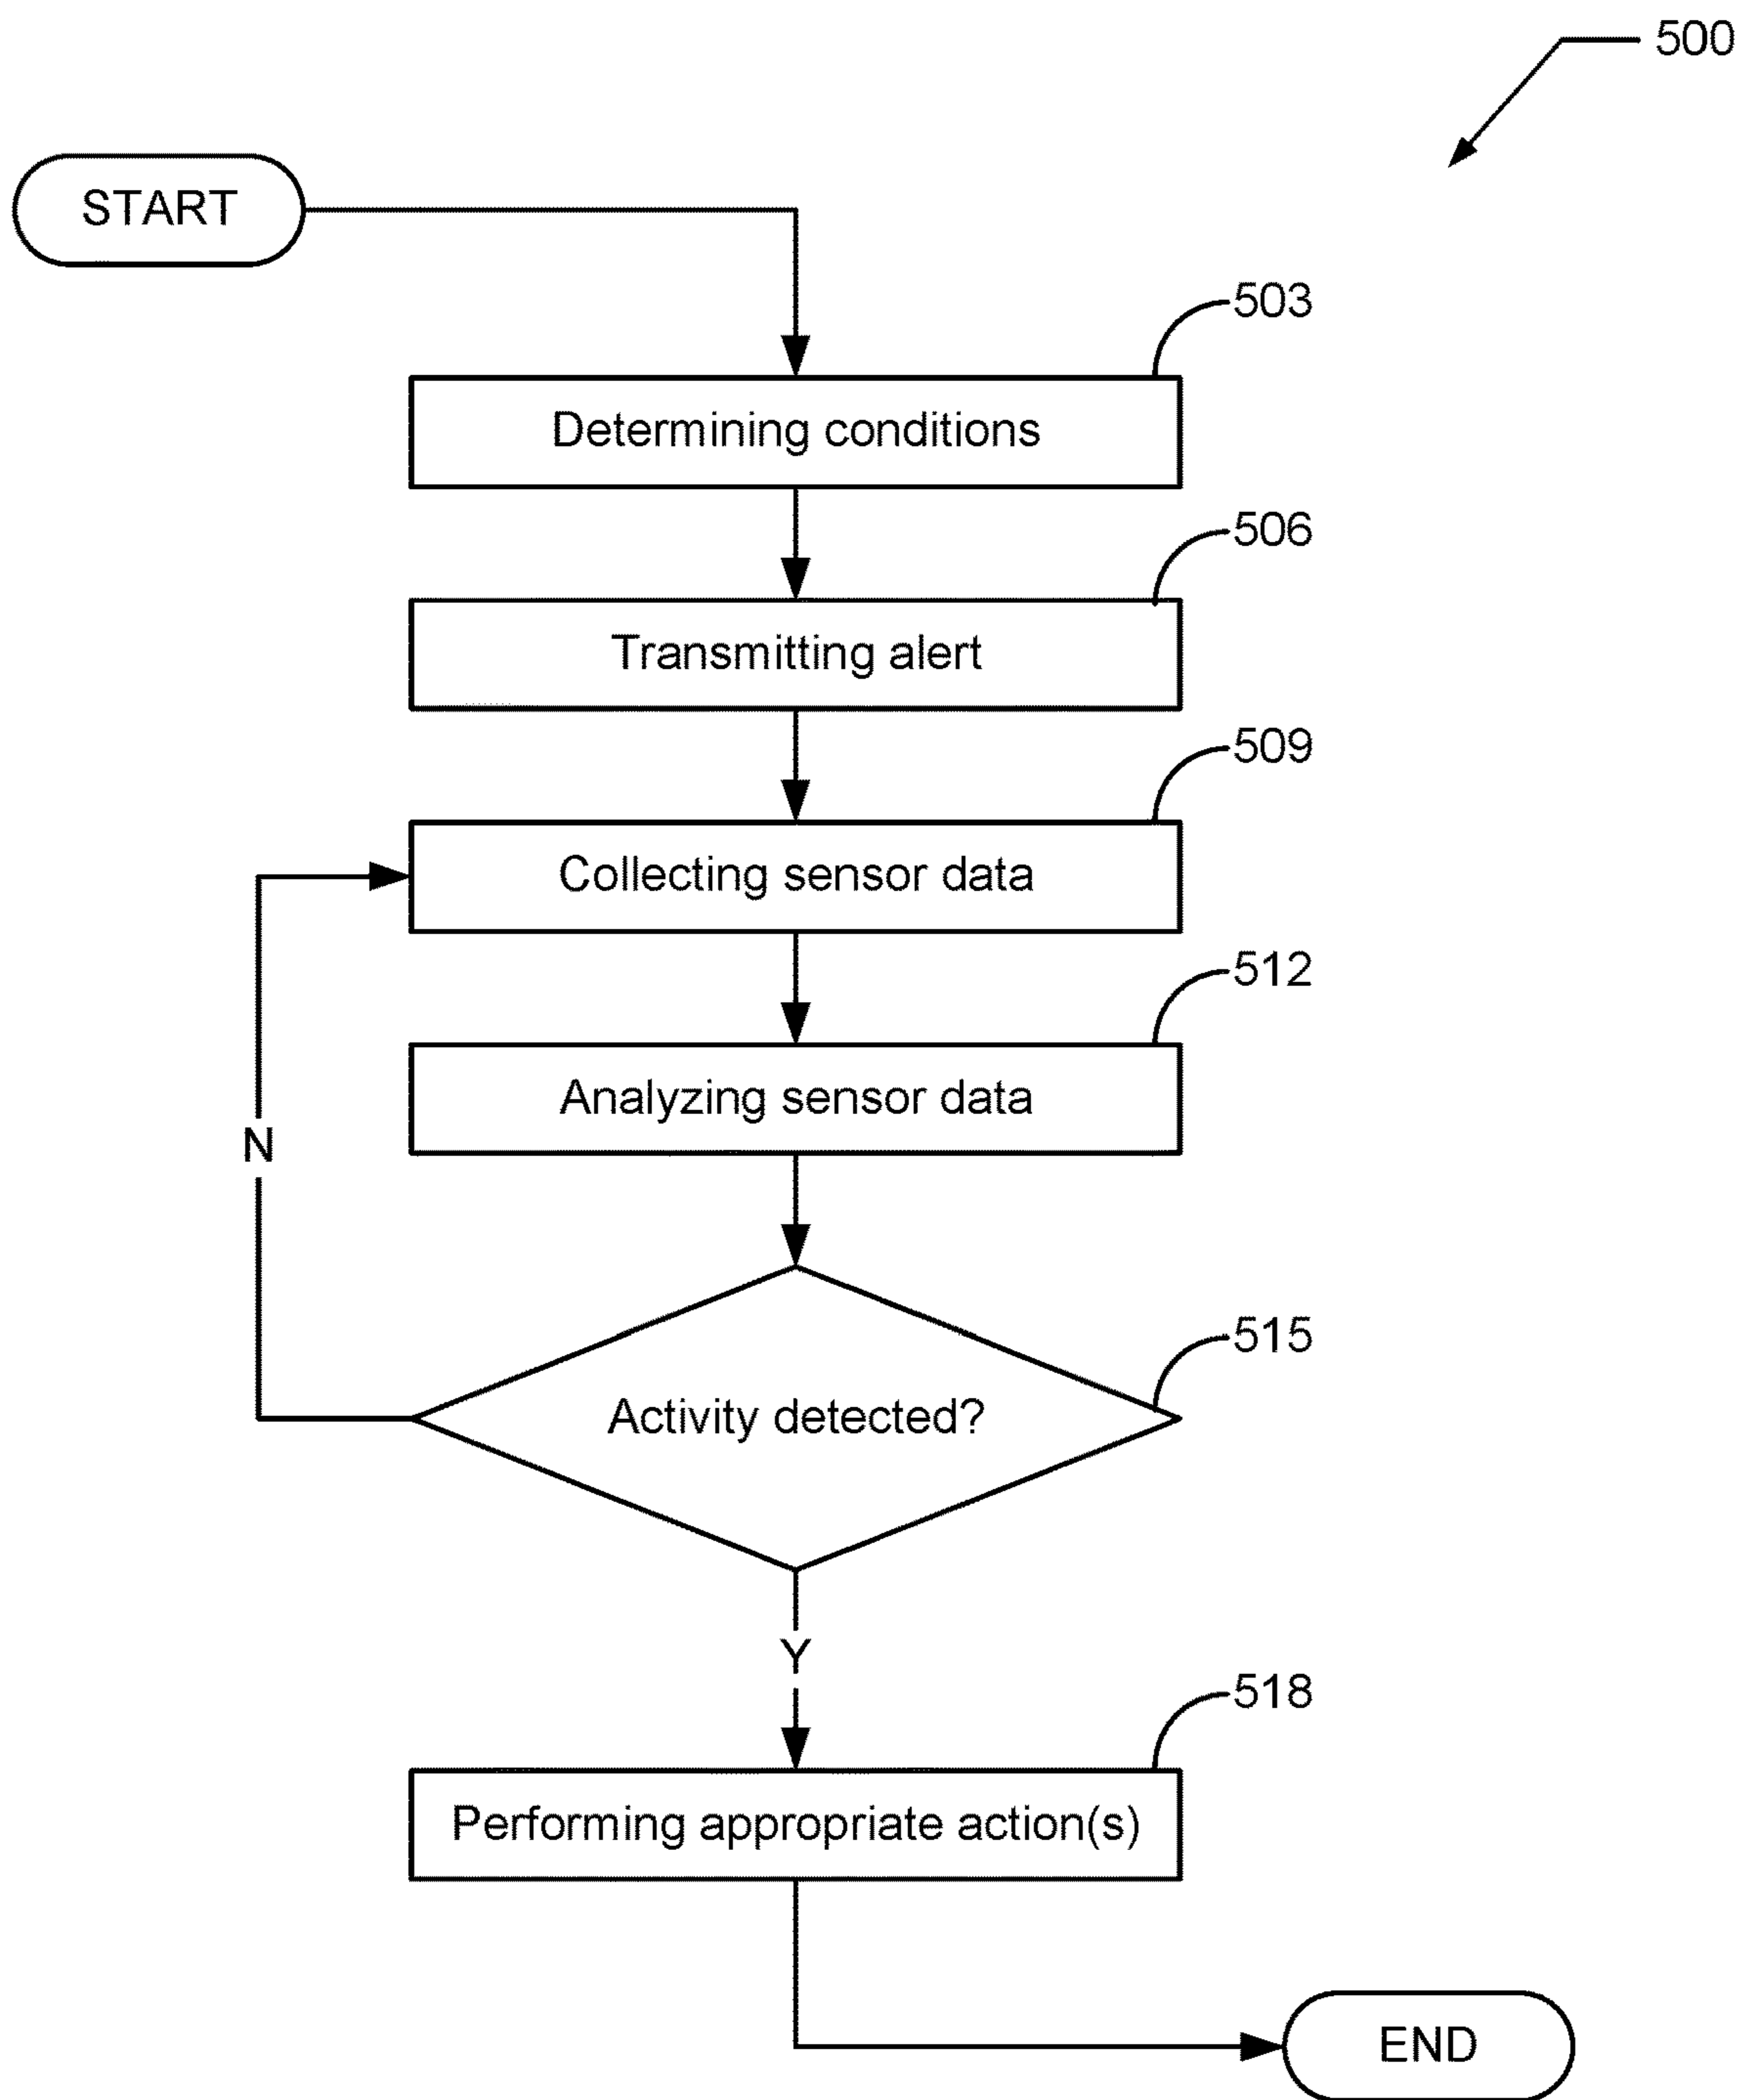 500
START
503
Determining conditions
506
Transmitting alert
509
Collecting sensor data
512
Analyzing sensor data
N
515
Activity detected?
Y
518
Performing appropriate action(s)
END